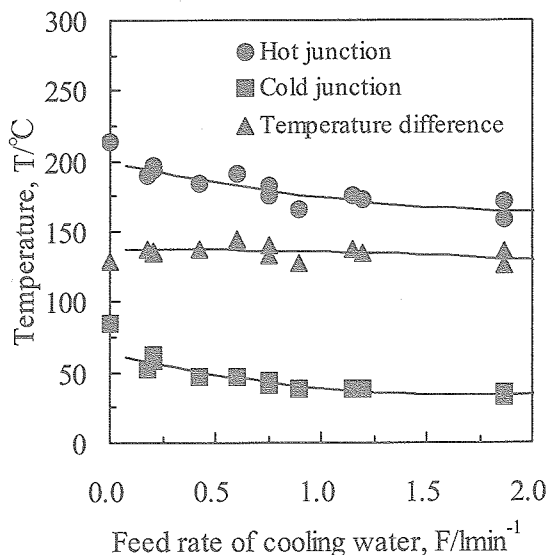 300
250
200
150
100
50
0
Temperature, T/°C
Hot junction
Cold junction
Temperature difference
0.0 0.5 1.0 1.5 2.0
Feed rate of cooling water, F/lmin⁻¹